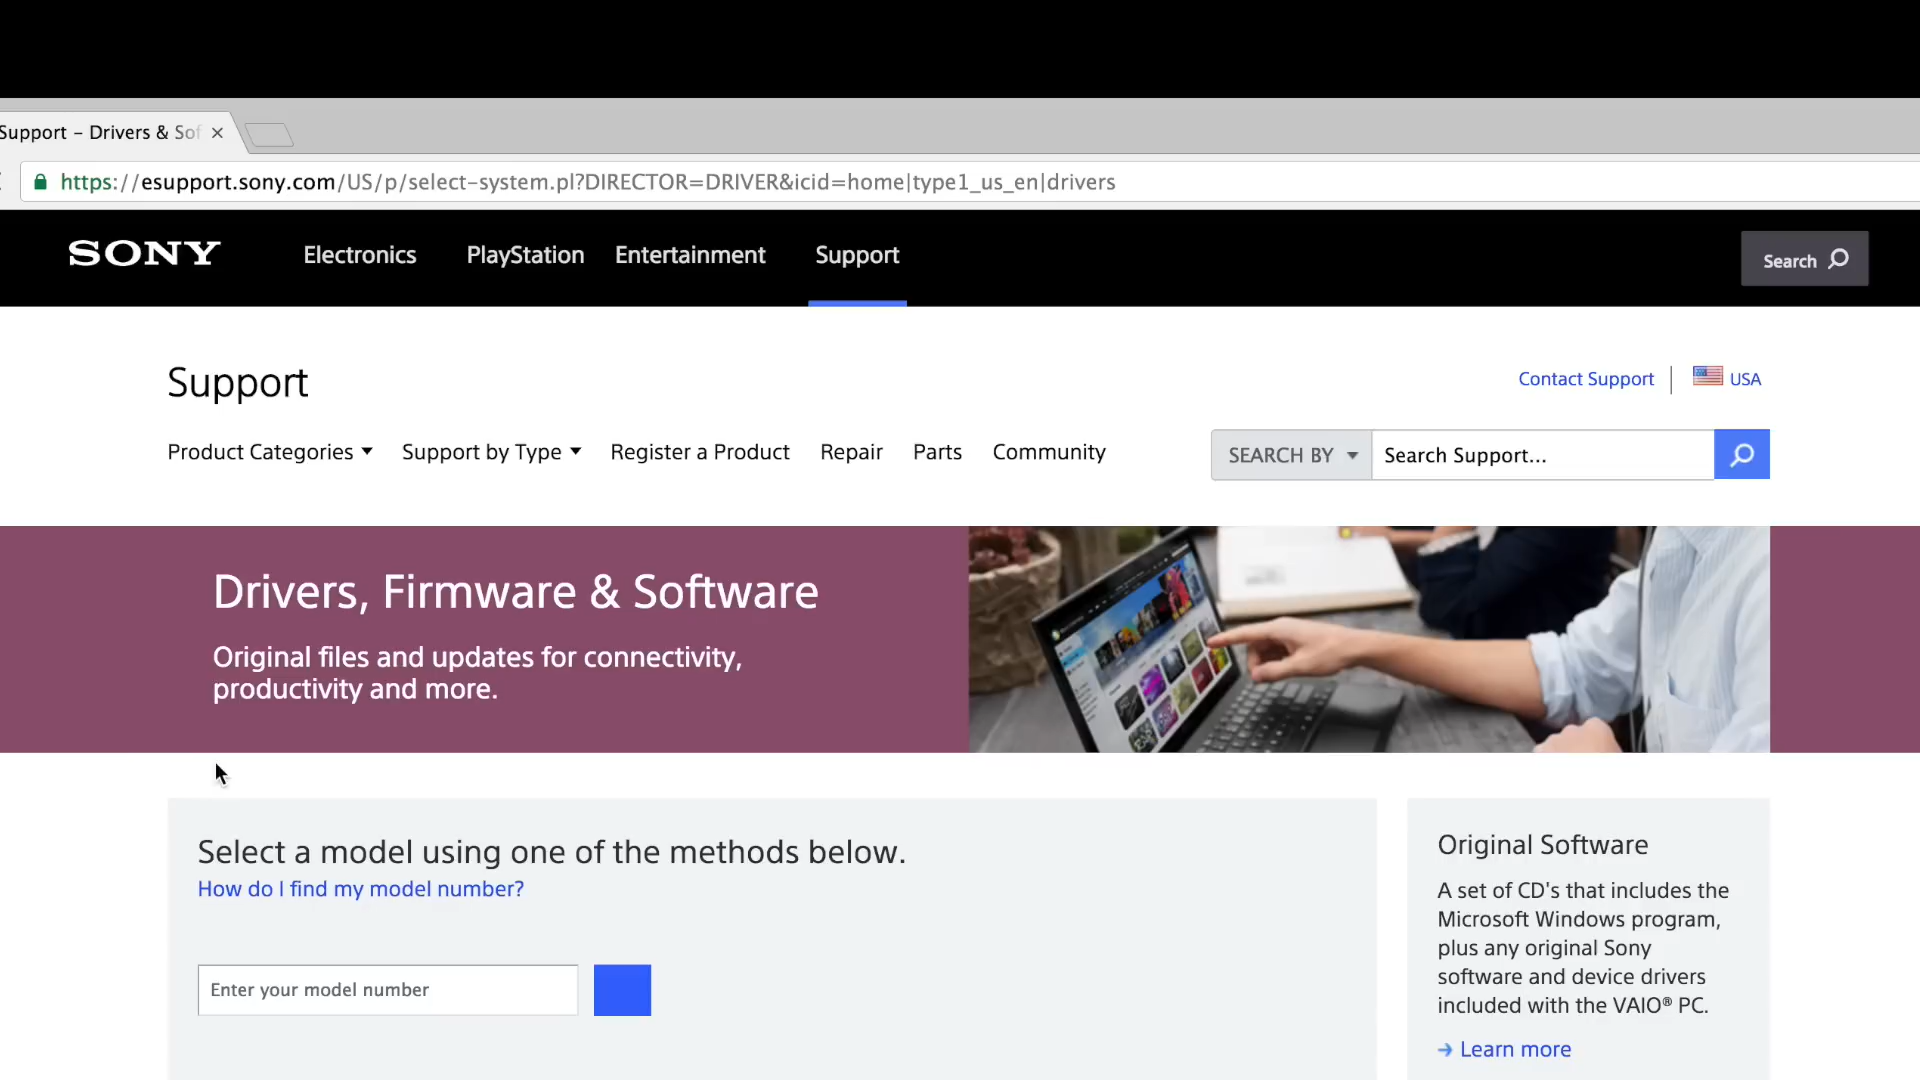 Support – Drivers & Sof
https://esupport.sony.com/US/p/select-system.pl?DIRECTOR=DRIVER&icid=home|type1_us_en|drivers
SONY Electronics PlayStation Entertainment Support Search
Support
Contact Support USA
Product Categories Support by Type Register a Product Repair Parts Community SEARCH BY Search Support...
Drivers, Firmware & Software
Original files and updates for connectivity,
productivity and more.
Select a model using one of the methods below.
How do I find my model number?
Enter your model number
Original Software
A set of CD's that includes the
Microsoft Windows program,
plus any original Sony
software and device drivers
included with the VAIO® PC.
Learn more